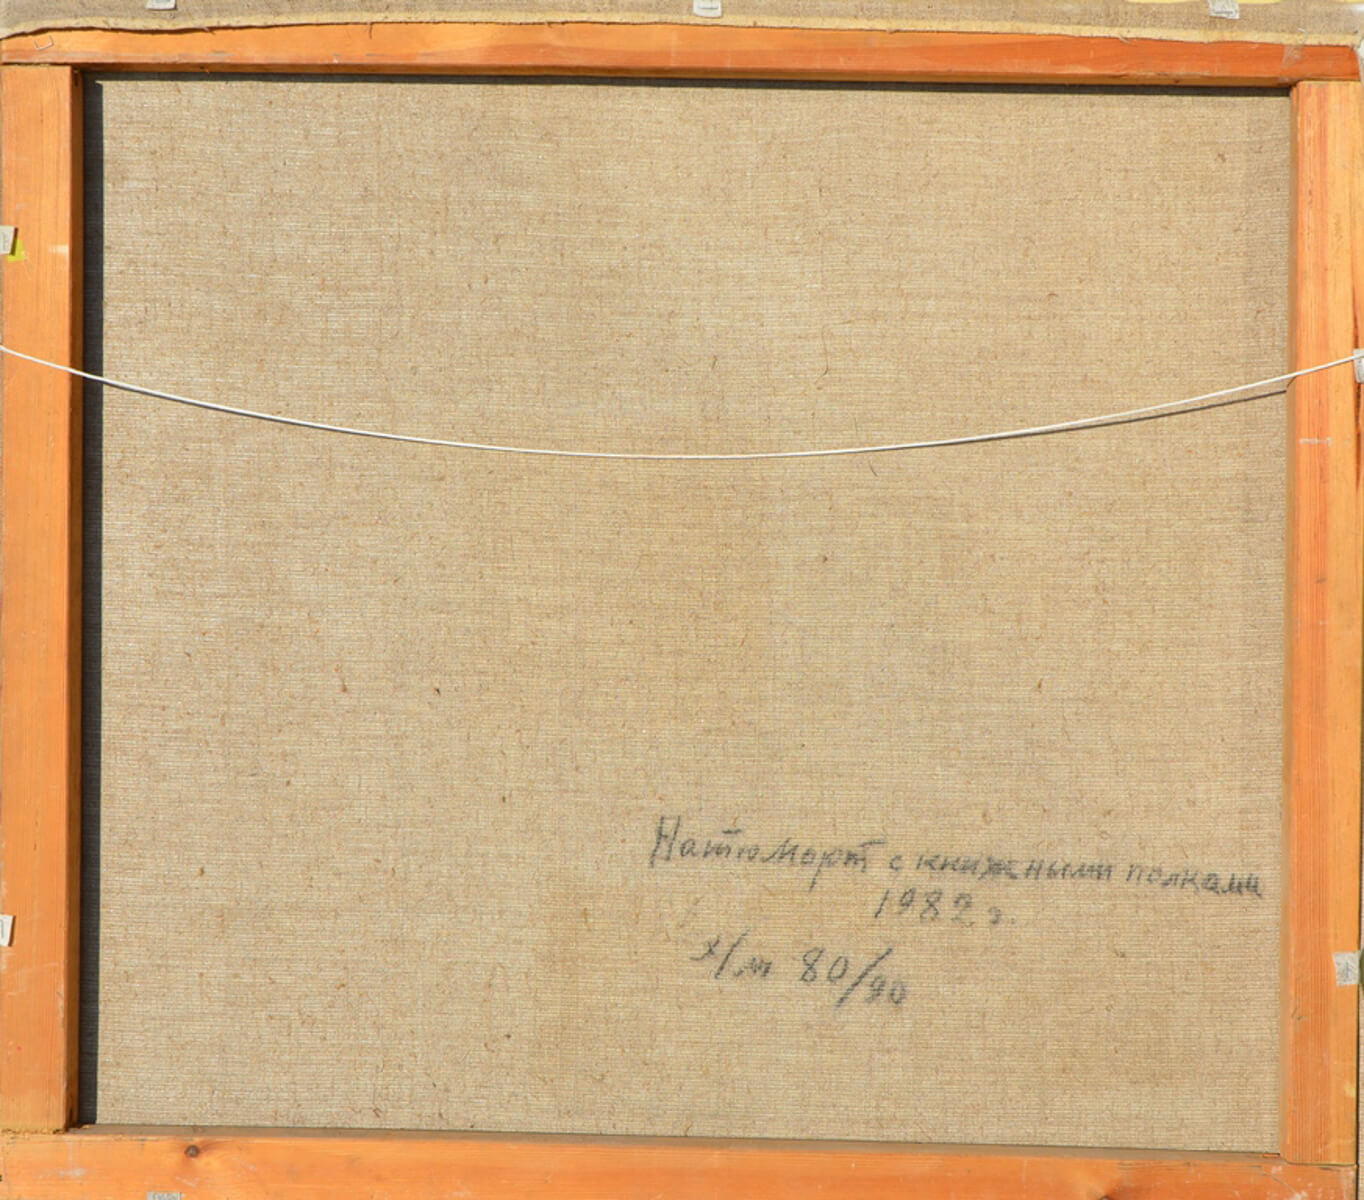 Натюморт с книжными полками
1982 г.
х/м 80/90